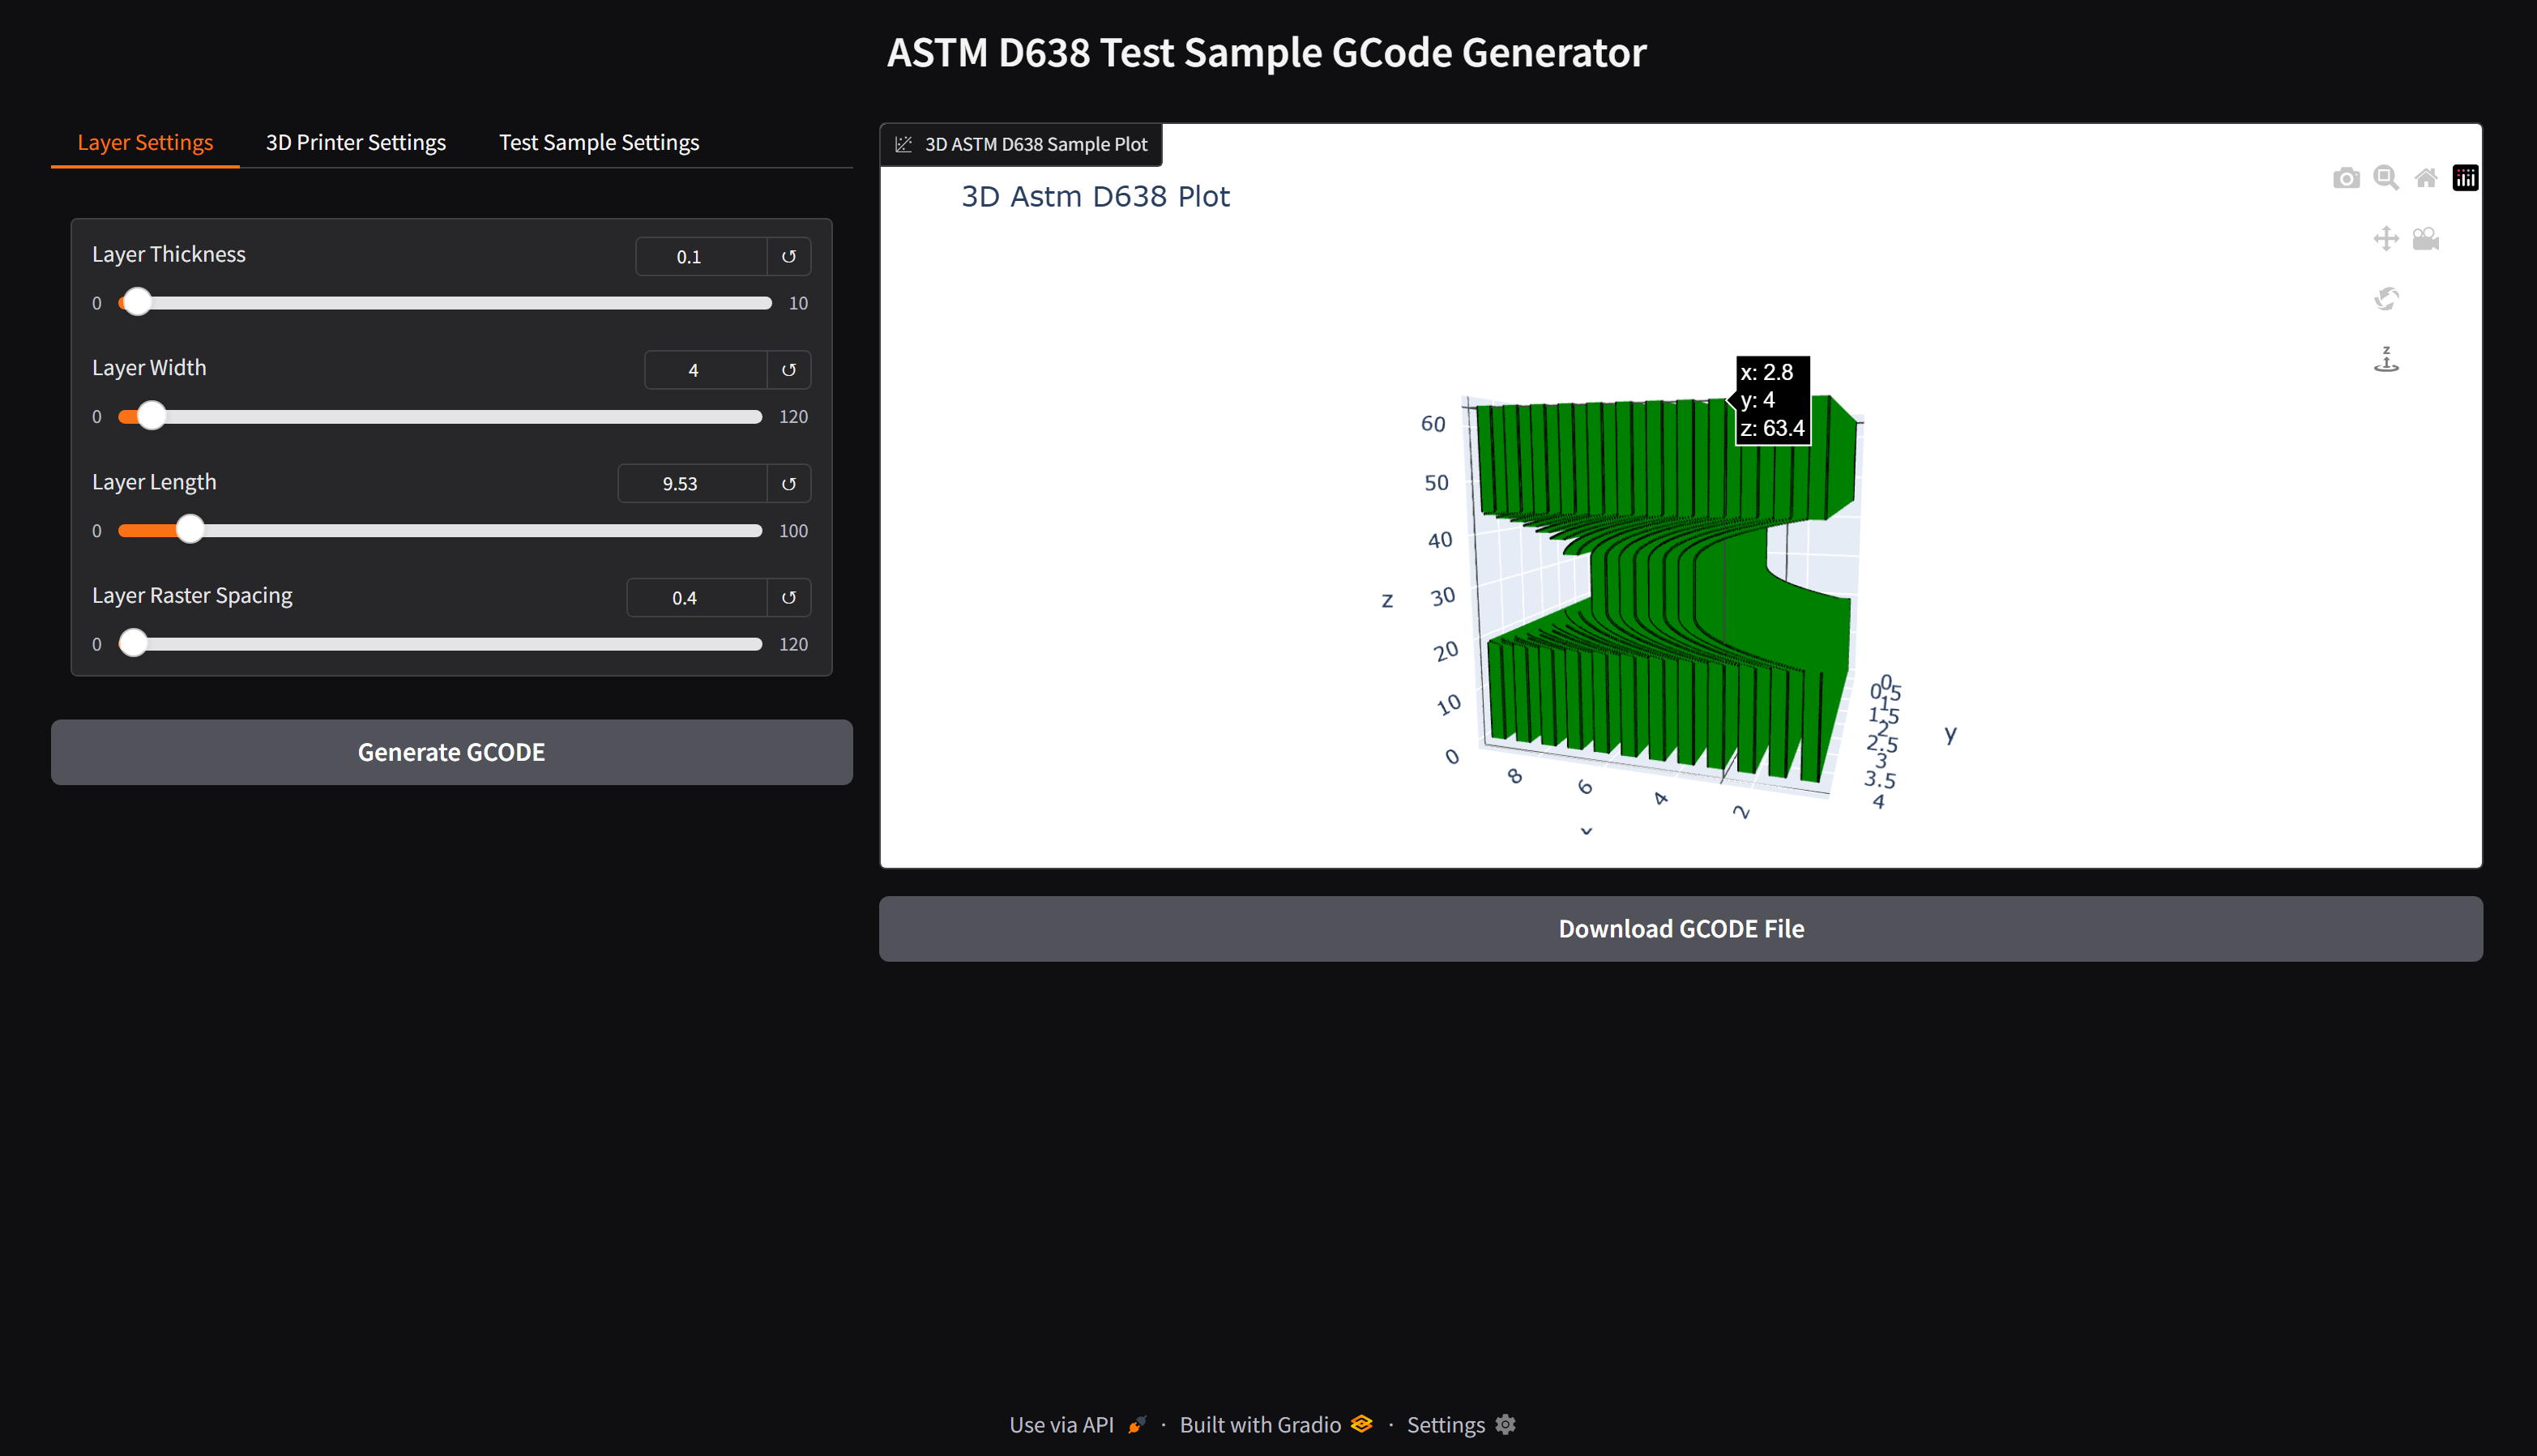 ASTM D638 Test Sample GCode Generator
Layer Settings
3D Printer Settings
Test Sample Settings
Layer Thickness
0.1
↺
0
10
Layer Width
4
↺
0
120
Layer Length
9.53
↺
0
100
Layer Raster Spacing
0.4
↺
0
120
Generate GCODE
3D ASTM D638 Sample Plot
3D Astm D638 Plot
z
x: 2.8
y: 4
z: 63.4
60
50
40
30
20
10
0
z
8
6
4
2
0
0.5
1
1.5
2
2.5
3
3.5
4
y
Download GCODE File
Use via API · Built with Gradio · Settings